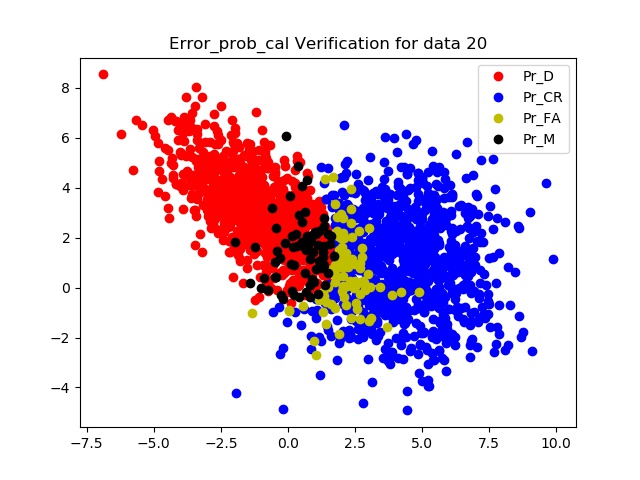 Error_prob_cal Verification for data 20
Pr_D
Pr_CR
Pr_FA
Pr_M
8
6
4
2
0
−2
−4
−7.5 −5.0 −2.5 0.0 2.5 5.0 7.5 10.0